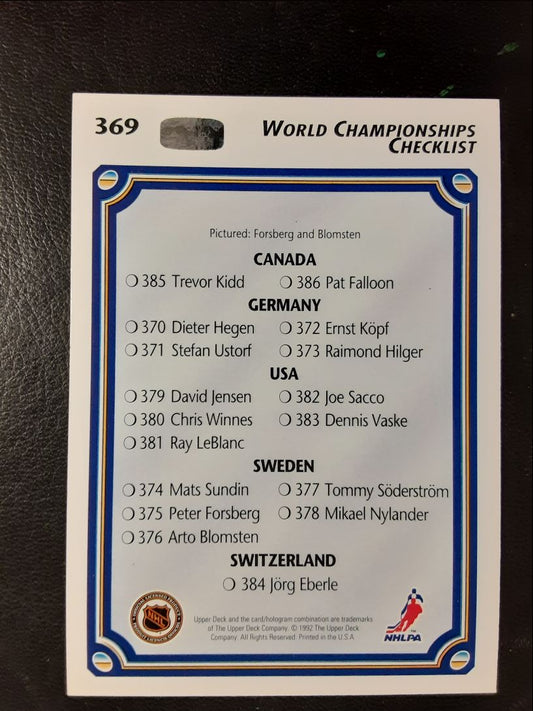 369
WORLD CHAMPIONSHIPS
CHECKLIST
Pictured: Forsberg and Blomsten
CANADA
385 Trevor Kidd 386 Pat Falloon
GERMANY
370 Dieter Hegen 372 Ernst Köpf
371 Stefan Ustorf 373 Raimond Hilger
USA
379 David Jensen 382 Joe Sacco
380 Chris Winnes 383 Dennis Vaske
381 Ray LeBlanc
SWEDEN
374 Mats Sundin 377 Tommy Söderström
375 Peter Forsberg 378 Mikael Nylander
376 Arto Blomsten
SWITZERLAND
384 Jörg Eberle
Upper Deck and the card/hologram combination are trademarks
of The Upper Deck Company. © 1992 The Upper Deck
Company. All Rights Reserved. Printed in the U.S.A.
NHL
NHLPA